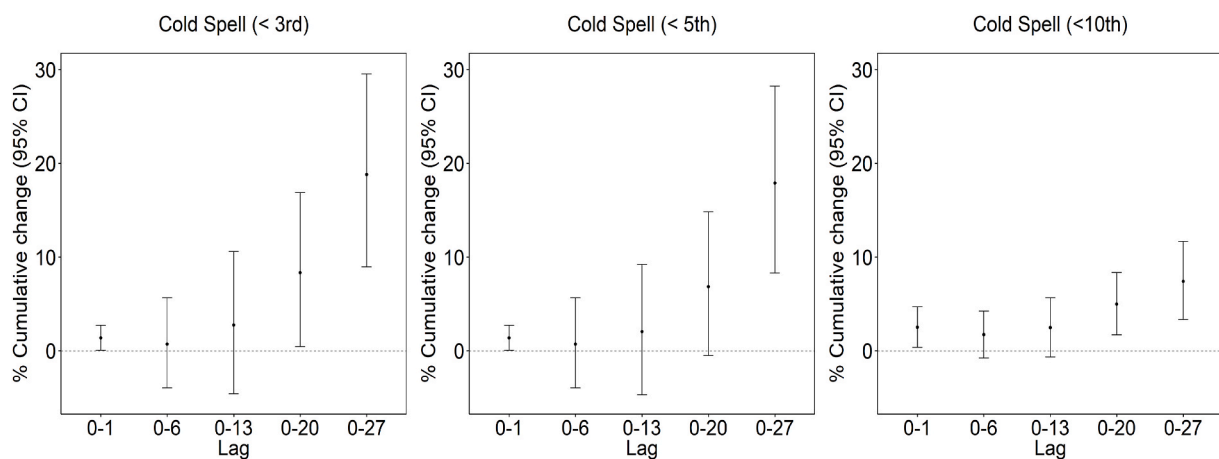 Cold Spell (< 3rd)
% Cumulative change (95% CI)
30
20
10
0
0-1 0-6 0-13 0-20 0-27
Lag
Cold Spell (< 5th)
% Cumulative change (95% CI)
30
20
10
0
0-1 0-6 0-13 0-20 0-27
Lag
Cold Spell (<10th)
% Cumulative change (95% CI)
30
20
10
0
0-1 0-6 0-13 0-20 0-27
Lag